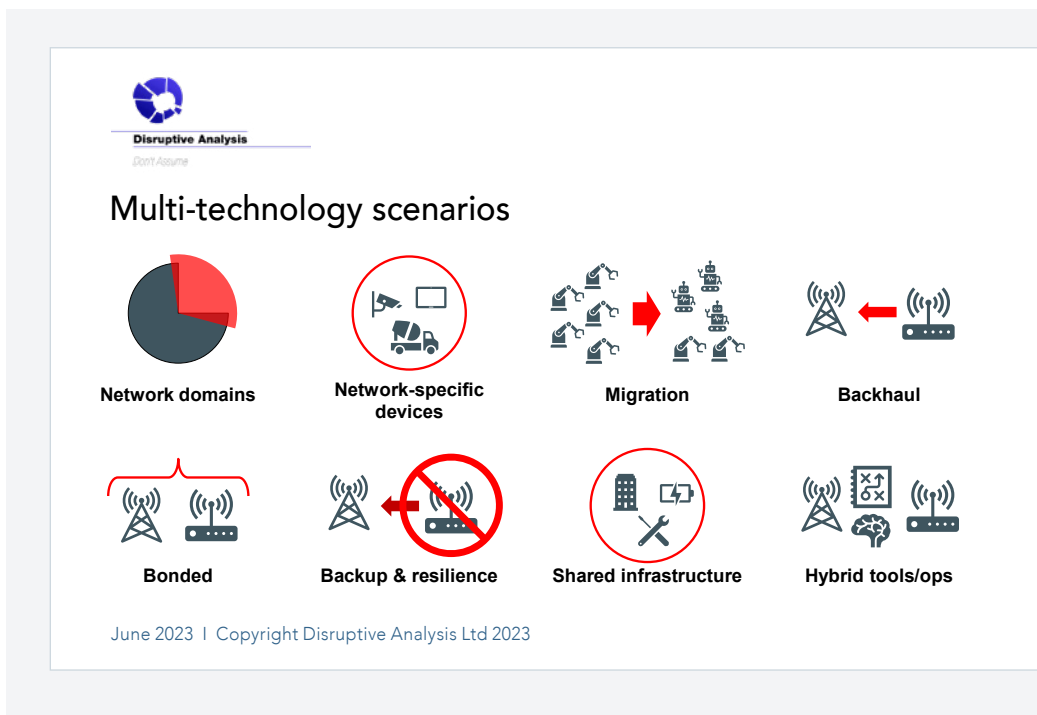 Disruptive Analysis
Don't Assume
Multi-technology scenarios
Network domains
Network-specific
devices
Migration
Backhaul
Bonded
Backup & resilience
Shared infrastructure
Hybrid tools/ops
June 2023 I Copyright Disruptive Analysis Ltd 2023